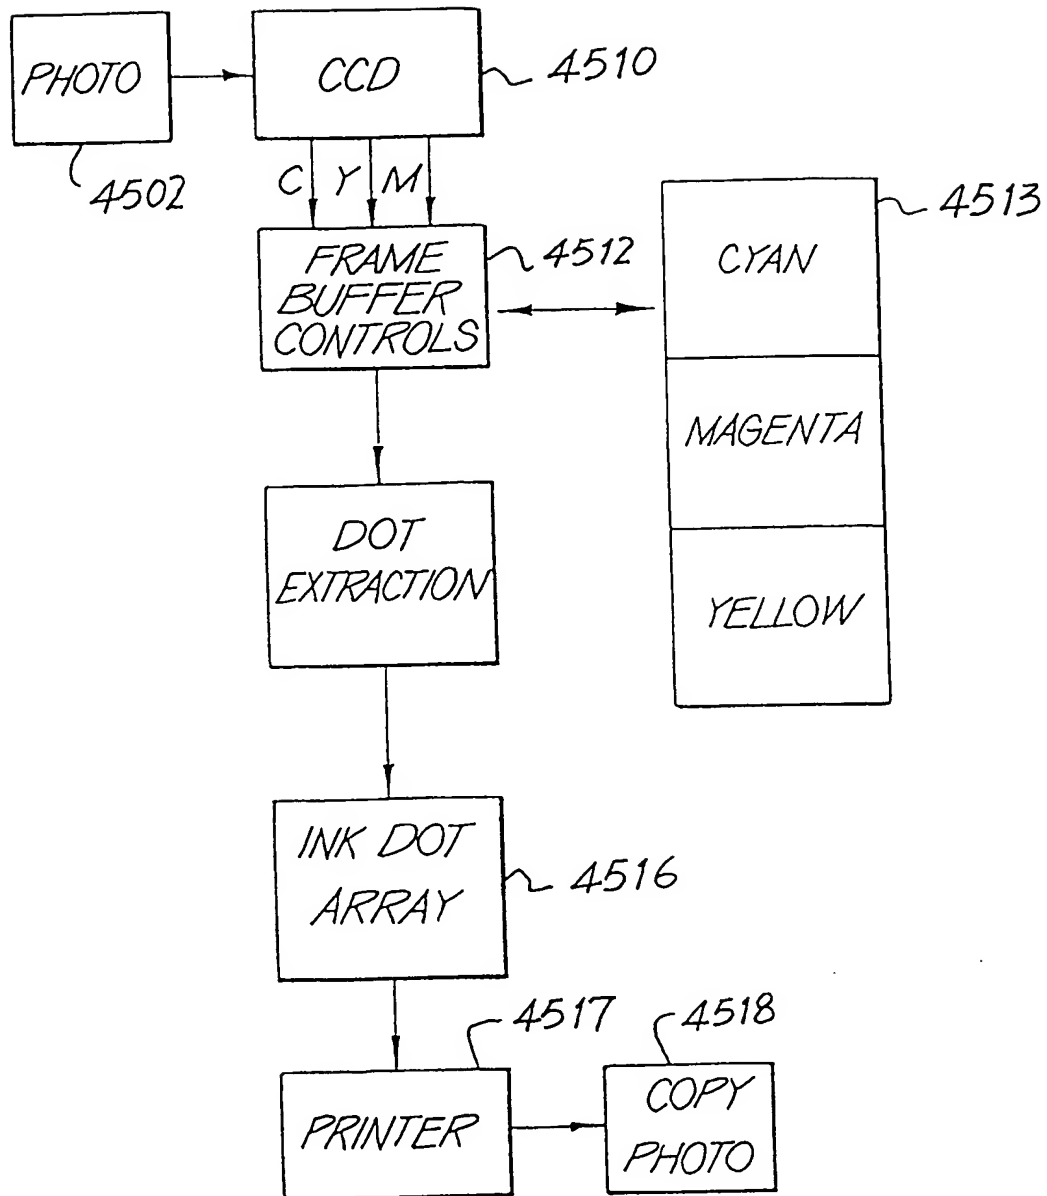 PHOTO
4502
CCD
4510
C Y M
FRAME
BUFFER
CONTROLS
4512
CYAN
MAGENTA
YELLOW
4513
DOT
EXTRACTION
INK DOT
ARRAY
4516
PRINTER
4517
COPY
PHOTO
4518